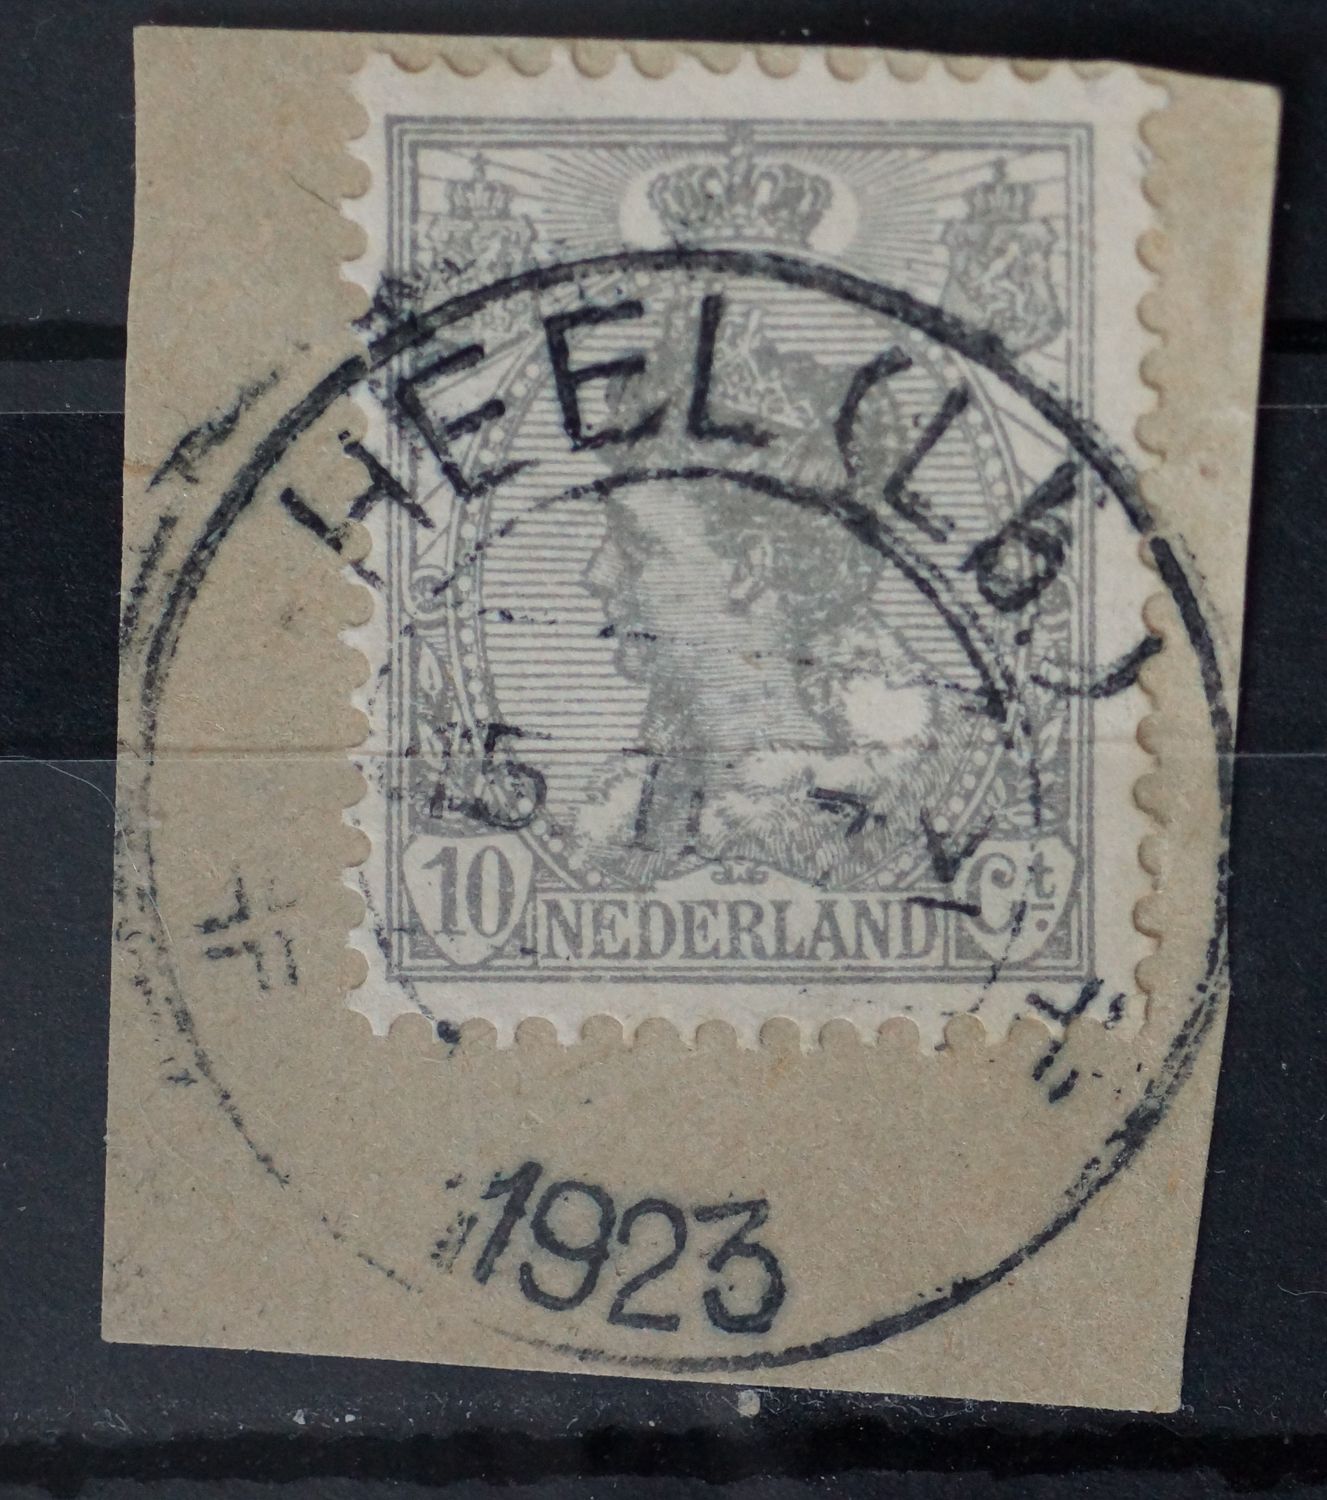 HEEL (Lb.)
10 NEDERLAND Ct.
1923